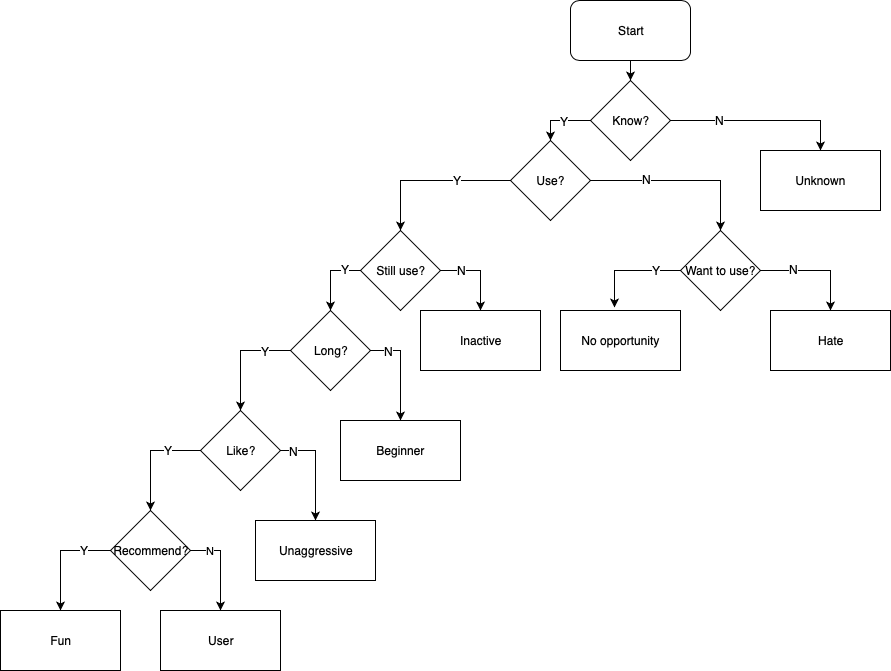 Start
Know?
Y
N
Use?
Y
N
Unknown
Still use?
Y
N
Want to use?
Y
N
Long?
Y
N
Inactive
No opportunity
Hate
Like?
Y
N
Beginner
Recommend?
Y
N
Unaggressive
Fun
User